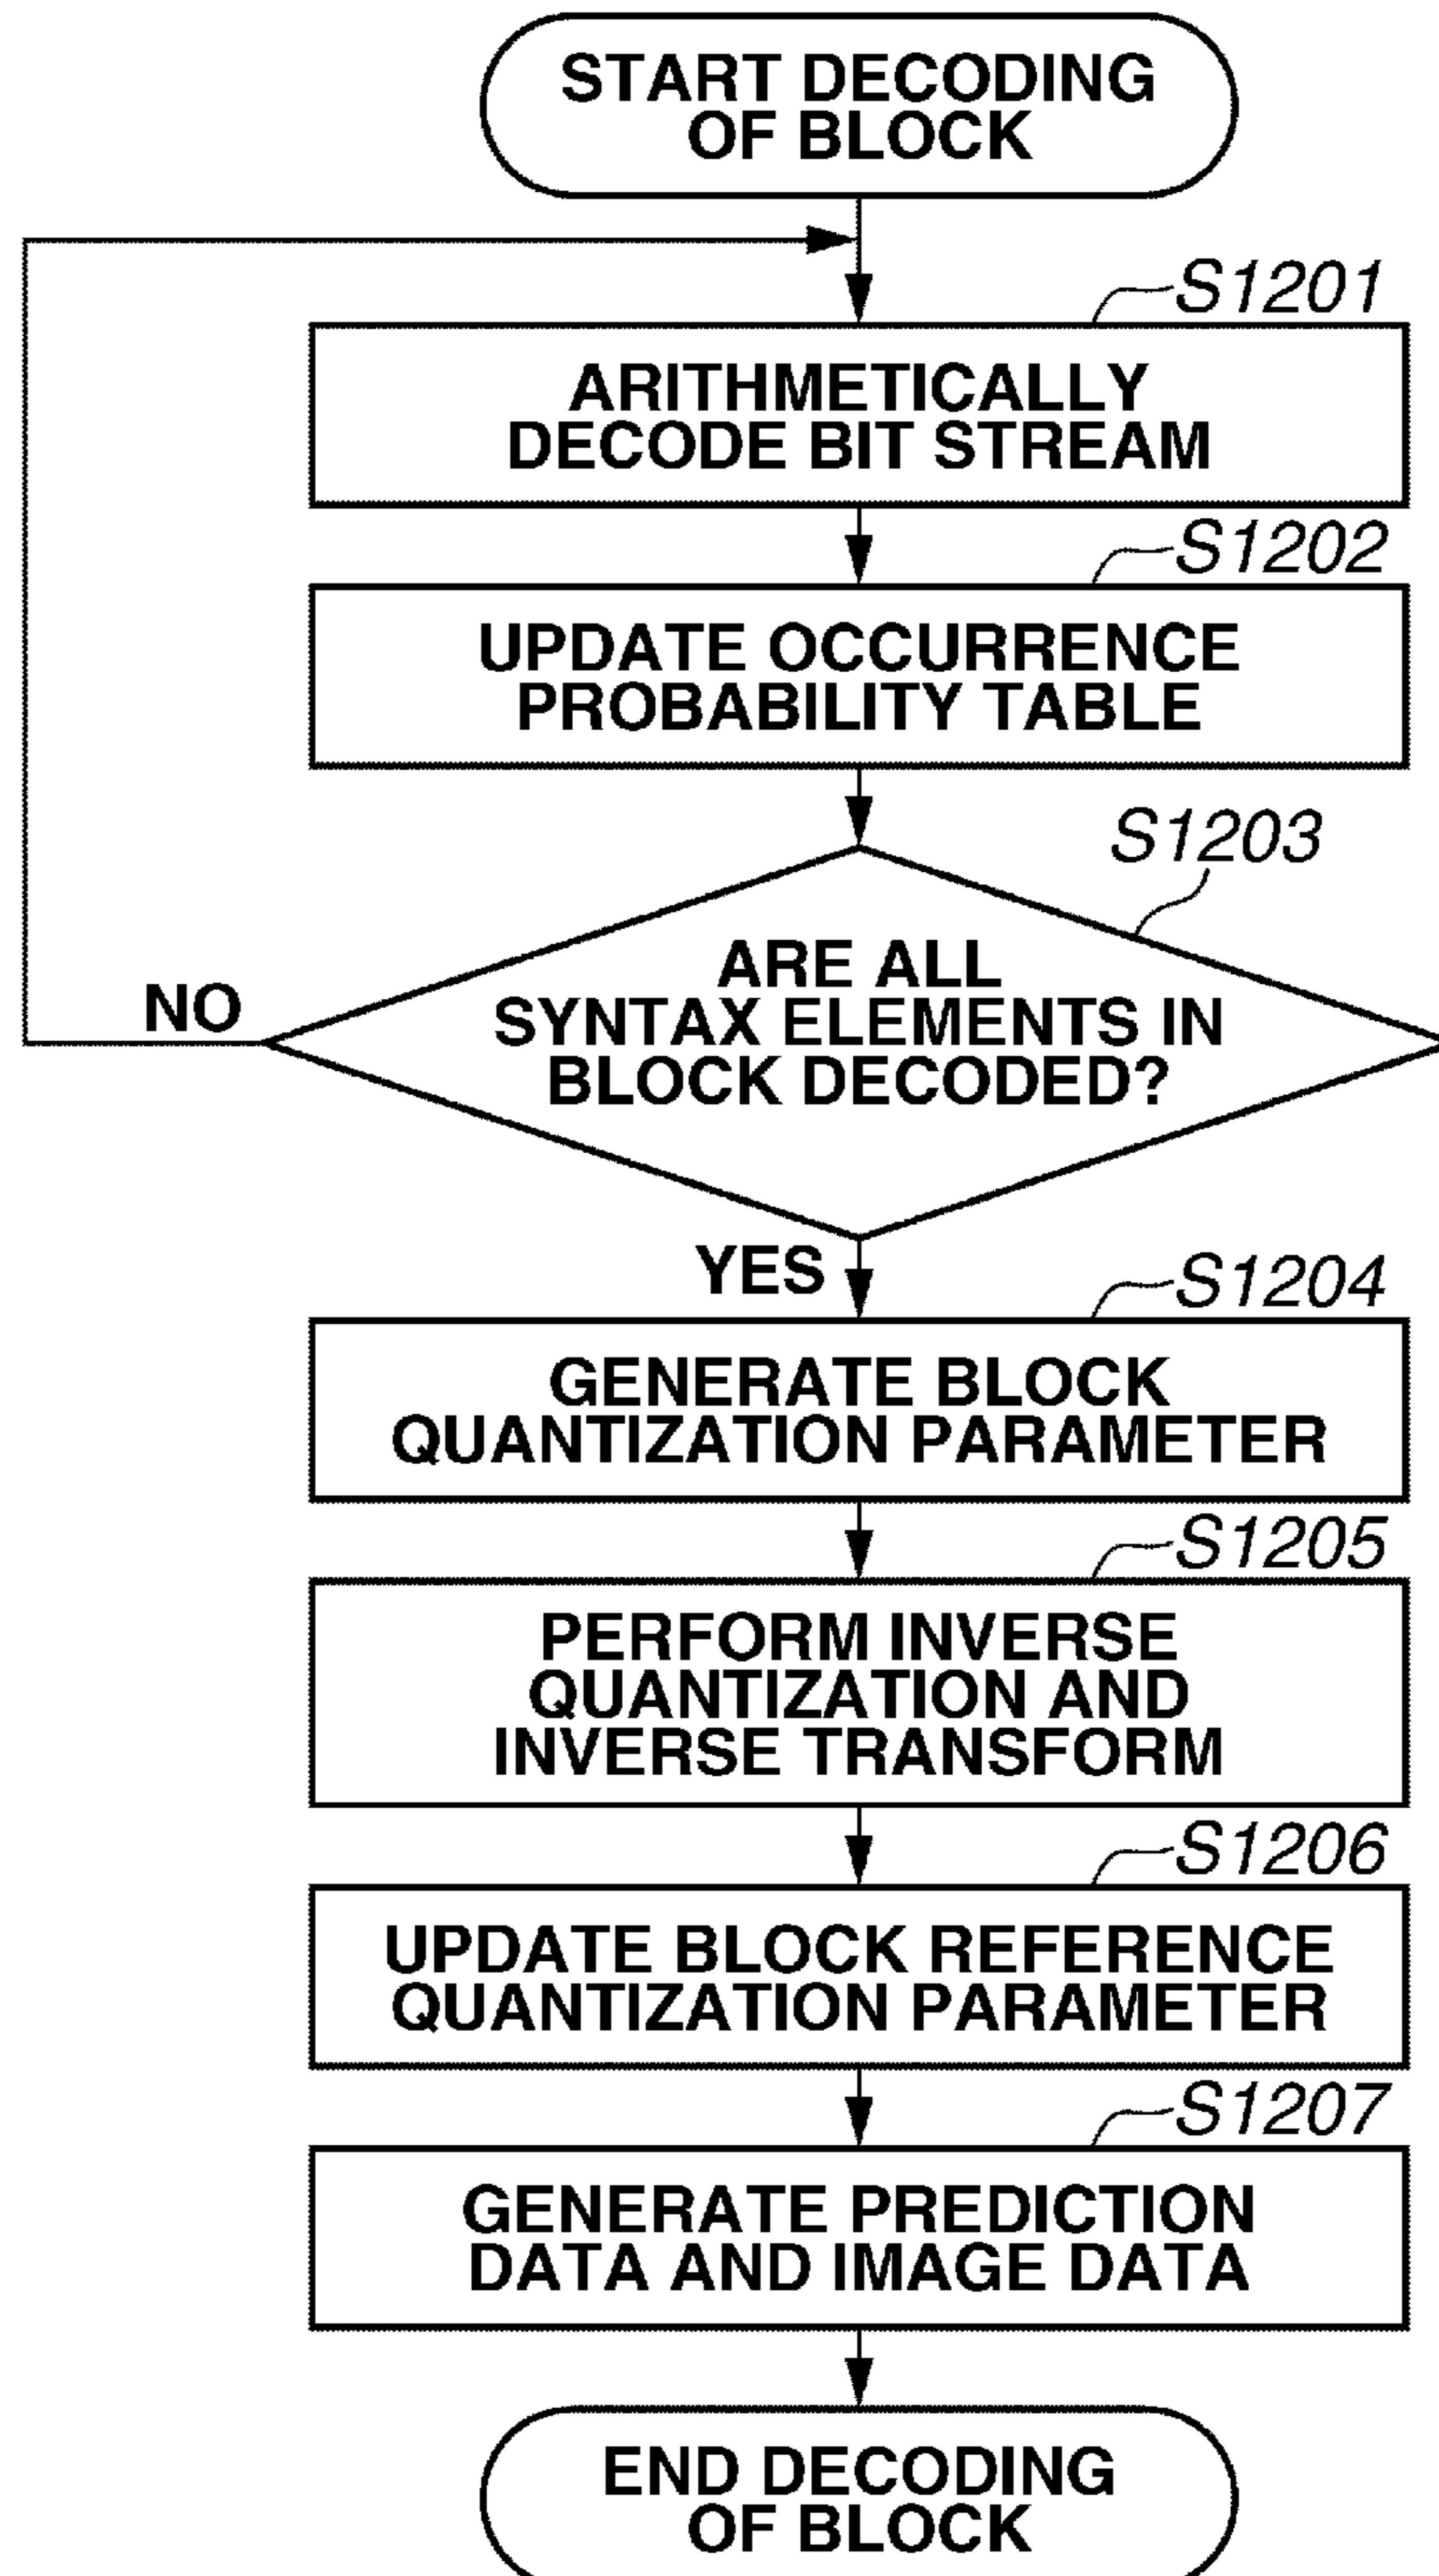 START DECODING
OF BLOCK
S1201
ARITHMETICALLY
DECODE BIT STREAM
S1202
UPDATE OCCURRENCE
PROBABILITY TABLE
S1203
ARE ALL
SYNTAX ELEMENTS IN
BLOCK DECODED?
NO
YES
S1204
GENERATE BLOCK
QUANTIZATION PARAMETER
S1205
PERFORM INVERSE
QUANTIZATION AND
INVERSE TRANSFORM
S1206
UPDATE BLOCK REFERENCE
QUANTIZATION PARAMETER
S1207
GENERATE PREDICTION
DATA AND IMAGE DATA
END DECODING
OF BLOCK